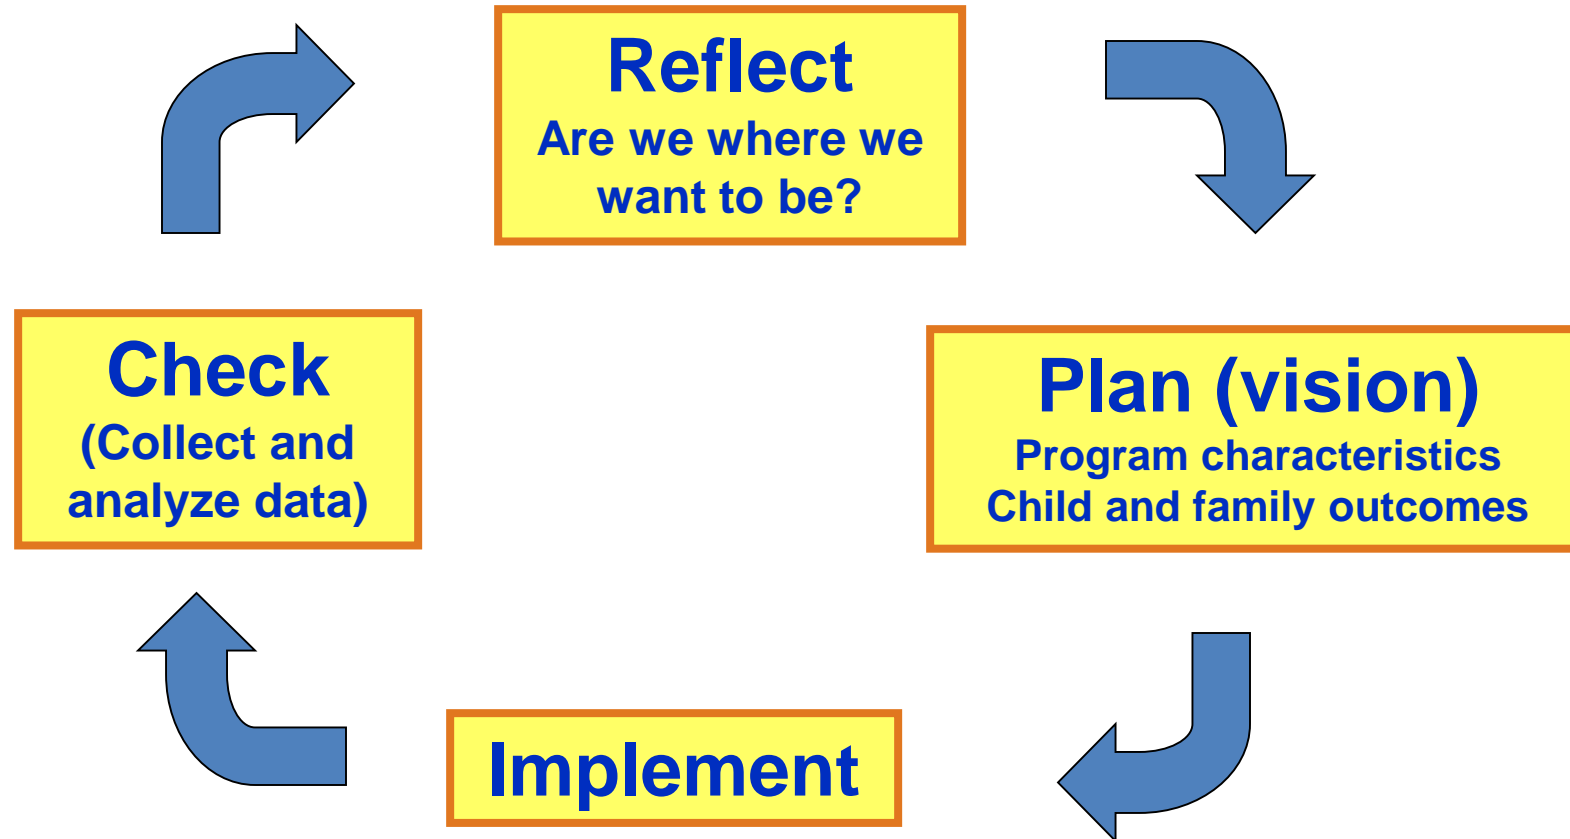 Reflect
Are we where we
want to be?
Check
(Collect and
analyze data)
Plan (vision)
Program characteristics
Child and family outcomes
Implement